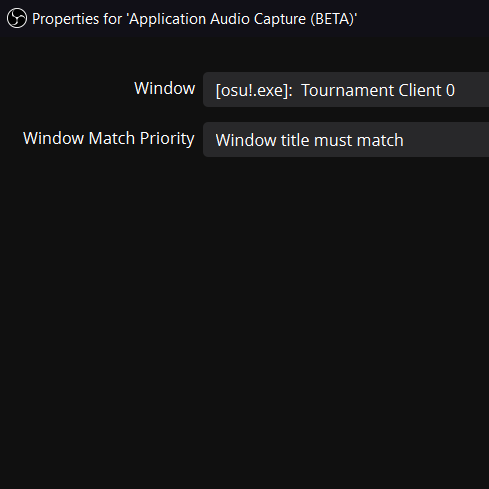 Properties for 'Application Audio Capture (BETA)'
Window [osu!.exe]: Tournament Client 0
Window Match Priority Window title must match